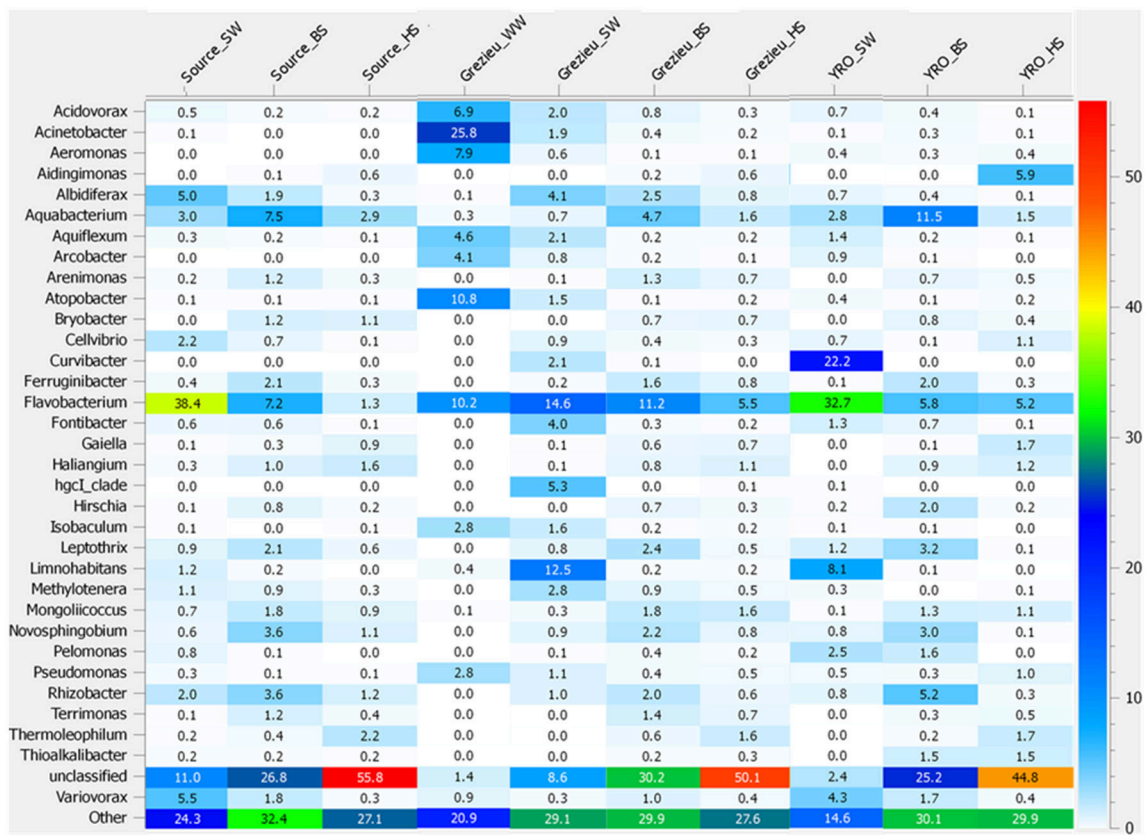 Source_SW Source_BS Source_HS Grezieu_WW Grezieu_SW Grezieu_BS Grezieu_HS YRO_SW YRO_BS YRO_HS
Acidovorax 0.5 0.2 0.2 6.9 2.0 0.8 0.3 0.7 0.4 0.1
Acinetobacter 0.1 0.0 0.0 25.8 1.9 0.4 0.2 0.1 0.3 0.1
Aeromonas 0.0 0.0 0.0 7.9 0.6 0.1 0.1 0.4 0.3 0.4
Aidingimonas 0.0 0.1 0.6 0.0 0.0 0.2 0.6 0.0 0.0 5.9
Albidiferax 5.0 1.9 0.3 0.1 4.1 2.5 0.8 0.7 0.4 0.1
Aquabacterium 3.0 7.5 2.9 0.3 0.7 4.7 1.6 2.8 11.5 1.5
Aquiflexum 0.3 0.2 0.1 4.6 2.1 0.2 0.2 1.4 0.2 0.1
Arcobacter 0.0 0.0 0.0 4.1 0.8 0.2 0.1 0.9 0.1 0.0
Arenimonas 0.2 1.2 0.3 0.0 0.1 1.3 0.7 0.0 0.7 0.5
Atopobacter 0.1 0.1 0.1 10.8 1.5 0.1 0.2 0.4 0.1 0.2
Bryobacter 0.0 1.2 1.1 0.0 0.0 0.7 0.7 0.0 0.8 0.4
Cellvibrio 2.2 0.7 0.1 0.0 0.9 0.4 0.3 0.7 0.1 1.1
Curvibacter 0.0 0.0 0.0 0.0 2.1 0.1 0.0 22.2 0.0 0.0
Ferruginibacter 0.4 2.1 0.3 0.0 0.2 1.6 0.8 0.1 2.0 0.3
Flavobacterium 38.4 7.2 1.3 10.2 14.6 11.2 5.5 32.7 5.8 5.2
Fontibacter 0.6 0.6 0.1 0.0 4.0 0.3 0.2 1.3 0.7 0.1
Gaiella 0.1 0.3 0.9 0.0 0.1 0.6 0.7 0.0 0.1 1.7
Haliangium 0.3 1.0 1.6 0.0 0.1 0.8 1.1 0.0 0.9 1.2
hgcI_clade 0.0 0.0 0.0 0.0 5.3 0.0 0.1 0.1 0.0 0.0
Hirschia 0.1 0.8 0.2 0.0 0.0 0.7 0.3 0.2 2.0 0.2
Isobaculum 0.1 0.0 0.1 2.8 1.6 0.2 0.2 0.1 0.1 0.0
Leptothrix 0.9 2.1 0.6 0.0 0.8 2.4 0.5 1.2 3.2 0.1
Limnohabitans 1.2 0.2 0.0 0.4 12.5 0.2 0.2 8.1 0.1 0.0
Methylotenera 1.1 0.9 0.3 0.0 2.8 0.9 0.5 0.3 0.0 0.1
Mongoliicoccus 0.7 1.8 0.9 0.1 0.3 1.8 1.6 0.1 1.3 1.1
Novosphingobium 0.6 3.6 1.1 0.0 0.9 2.2 0.8 0.8 3.0 0.1
Pelomonas 0.8 0.1 0.0 0.0 0.1 0.4 0.2 2.5 1.6 0.0
Pseudomonas 0.3 0.1 0.1 2.8 1.1 0.4 0.5 0.5 0.3 1.0
Rhizobacter 2.0 3.6 1.2 0.0 1.0 2.0 0.6 0.8 5.2 0.3
Terrimonas 0.1 1.2 0.4 0.0 0.0 1.4 0.7 0.0 0.3 0.5
Thermoleophilum 0.2 0.4 2.2 0.0 0.0 0.6 1.6 0.0 0.2 1.7
Thioalkalibacter 0.2 0.2 0.2 0.0 0.0 0.2 0.3 0.0 1.5 1.5
unclassified 11.0 26.8 55.8 1.4 8.6 30.2 50.1 2.4 25.2 44.8
Variovorax 5.5 1.8 0.3 0.9 0.3 1.0 0.4 4.3 1.7 0.4
Other 24.3 32.4 27.1 20.9 29.1 29.9 27.6 14.6 30.1 29.9
50
40
30
20
10
0